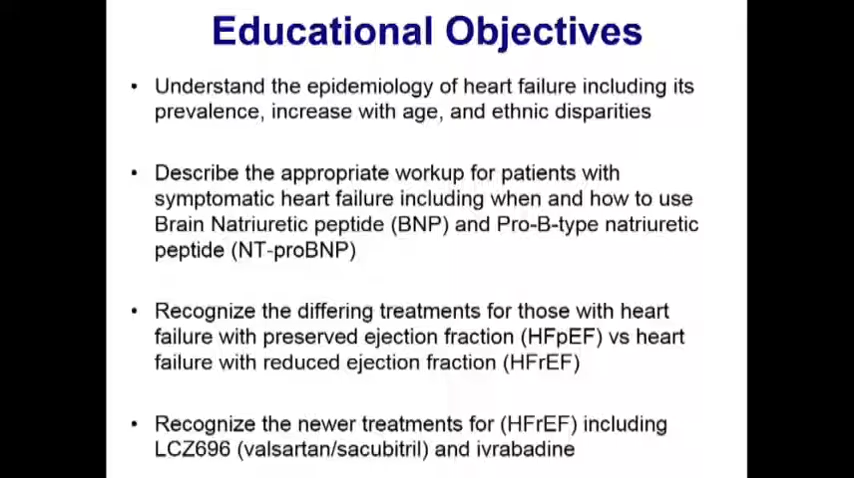 Educational Objectives
• Understand the epidemiology of heart failure including its
prevalence, increase with age, and ethnic disparities
• Describe the appropriate workup for patients with
symptomatic heart failure including when and how to use
Brain Natriuretic peptide (BNP) and Pro-B-type natriuretic
peptide (NT-proBNP)
• Recognize the differing treatments for those with heart
failure with preserved ejection fraction (HFpEF) vs heart
failure with reduced ejection fraction (HFrEF)
• Recognize the newer treatments for (HFrEF) including
LCZ696 (valsartan/sacubitril) and ivrabadine